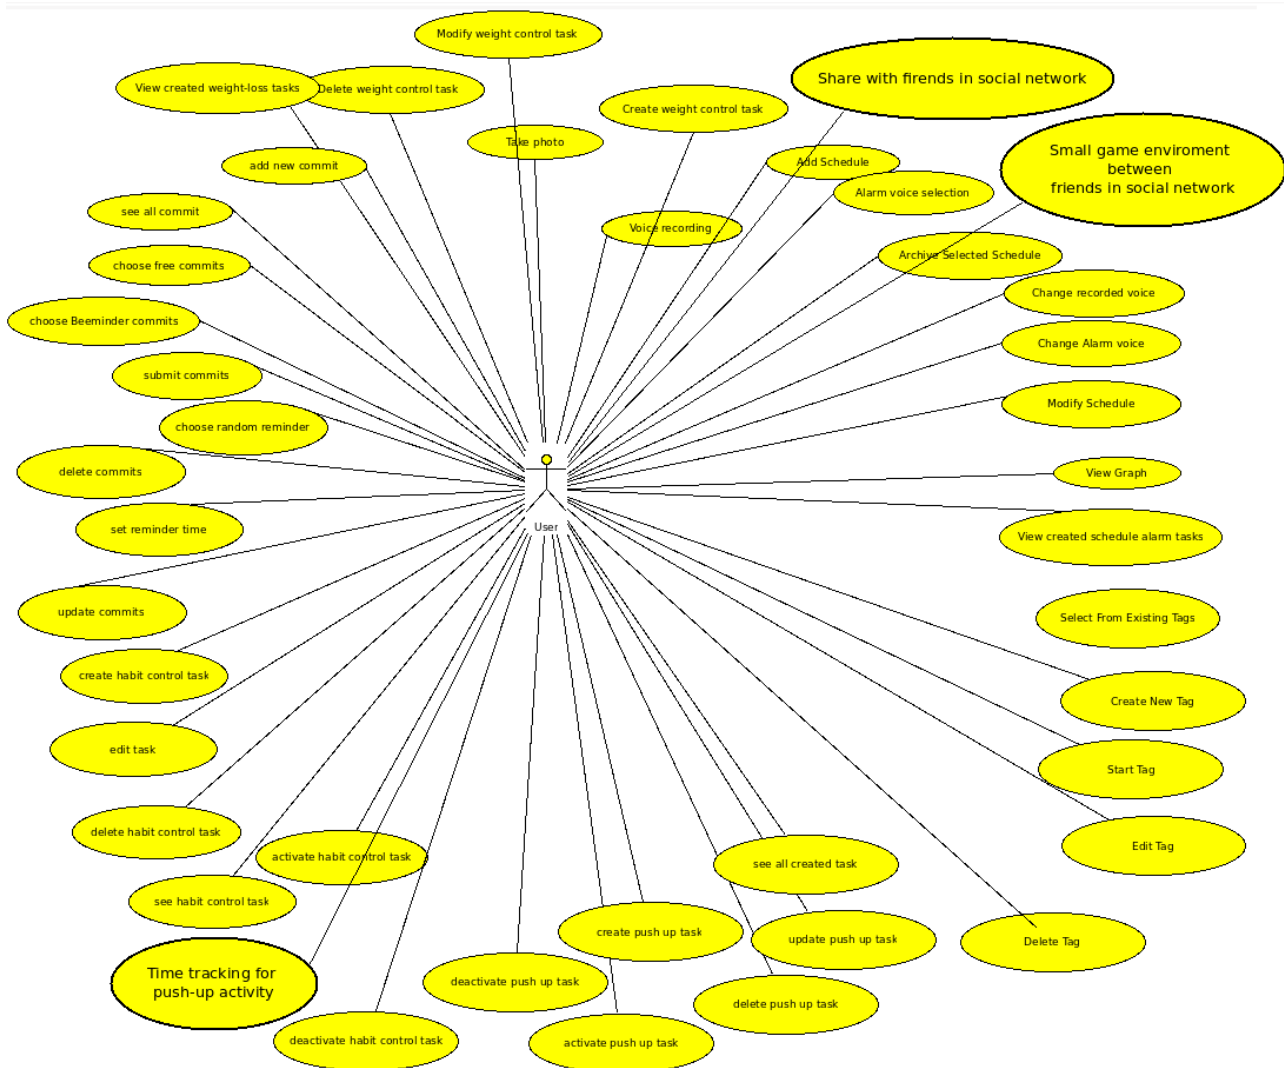 Modify weight control task
Share with firends in social network
View created weight-loss tasks
Delete weight control task
Create weight control task
Take photo
Small game enviroment
between
friends in social network
add new commit
Add Schedule
Alarm voice selection
see all commit
Voice recording
Archive Selected Schedule
choose free commits
Change recorded voice
choose Beeminder commits
Change Alarm voice
submit commits
Modify Schedule
choose random reminder
delete commits
View Graph
set reminder time
User
View created schedule alarm tasks
update commits
Select From Existing Tags
create habit control task
Create New Tag
edit task
Start Tag
delete habit control task
Edit Tag
activate habit control task
see all created task
see habit control task
create push up task
update push up task
Delete Tag
Time tracking for
push-up activity
deactivate push up task
delete push up task
deactivate habit control task
activate push up task